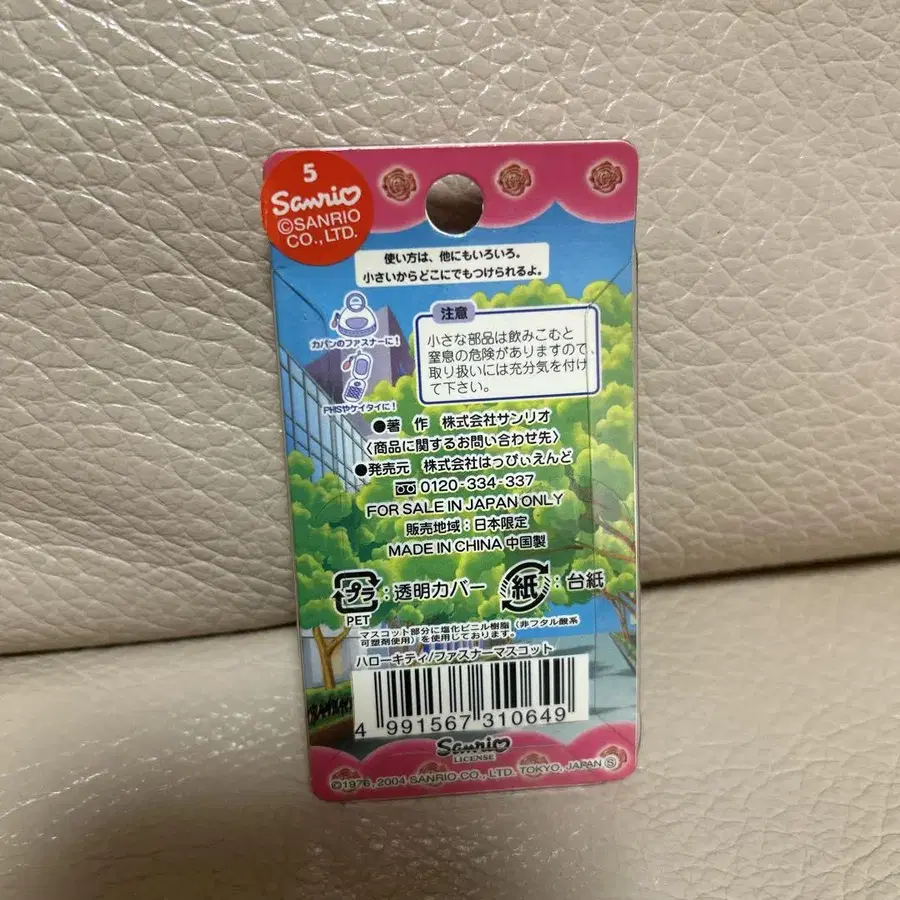 5
Sanrio
©SANRIO
CO., LTD.
使い方は、他にもいろいろ。
小さいからどこにでもつけられるよ。
カバンのファスナーに!
PHSやケイタイに!
注意
小さな部品は飲みこむと
窒息の危険がありますので、
取り扱いには充分気を付け
て下さい。
●著 作 株式会社サンリオ
〈商品に関するお問い合わせ先〉
●発売元 株式会社はっぴぃえんど
0120-334-337
FOR SALE IN JAPAN ONLY
販売地域:日本限定
MADE IN CHINA 中国製
プラ:透明カバー 紙:台紙
PET
マスコット部分に塩化ビニル樹脂(非フタル酸系
可塑剤使用)を使用しております。
ハローキティ/ファスナーマスコット
4 991567 310649
Sanrio
LICENSE
©1976, 2004 SANRIO CO., LTD. TOKYO, JAPAN Ⓢ